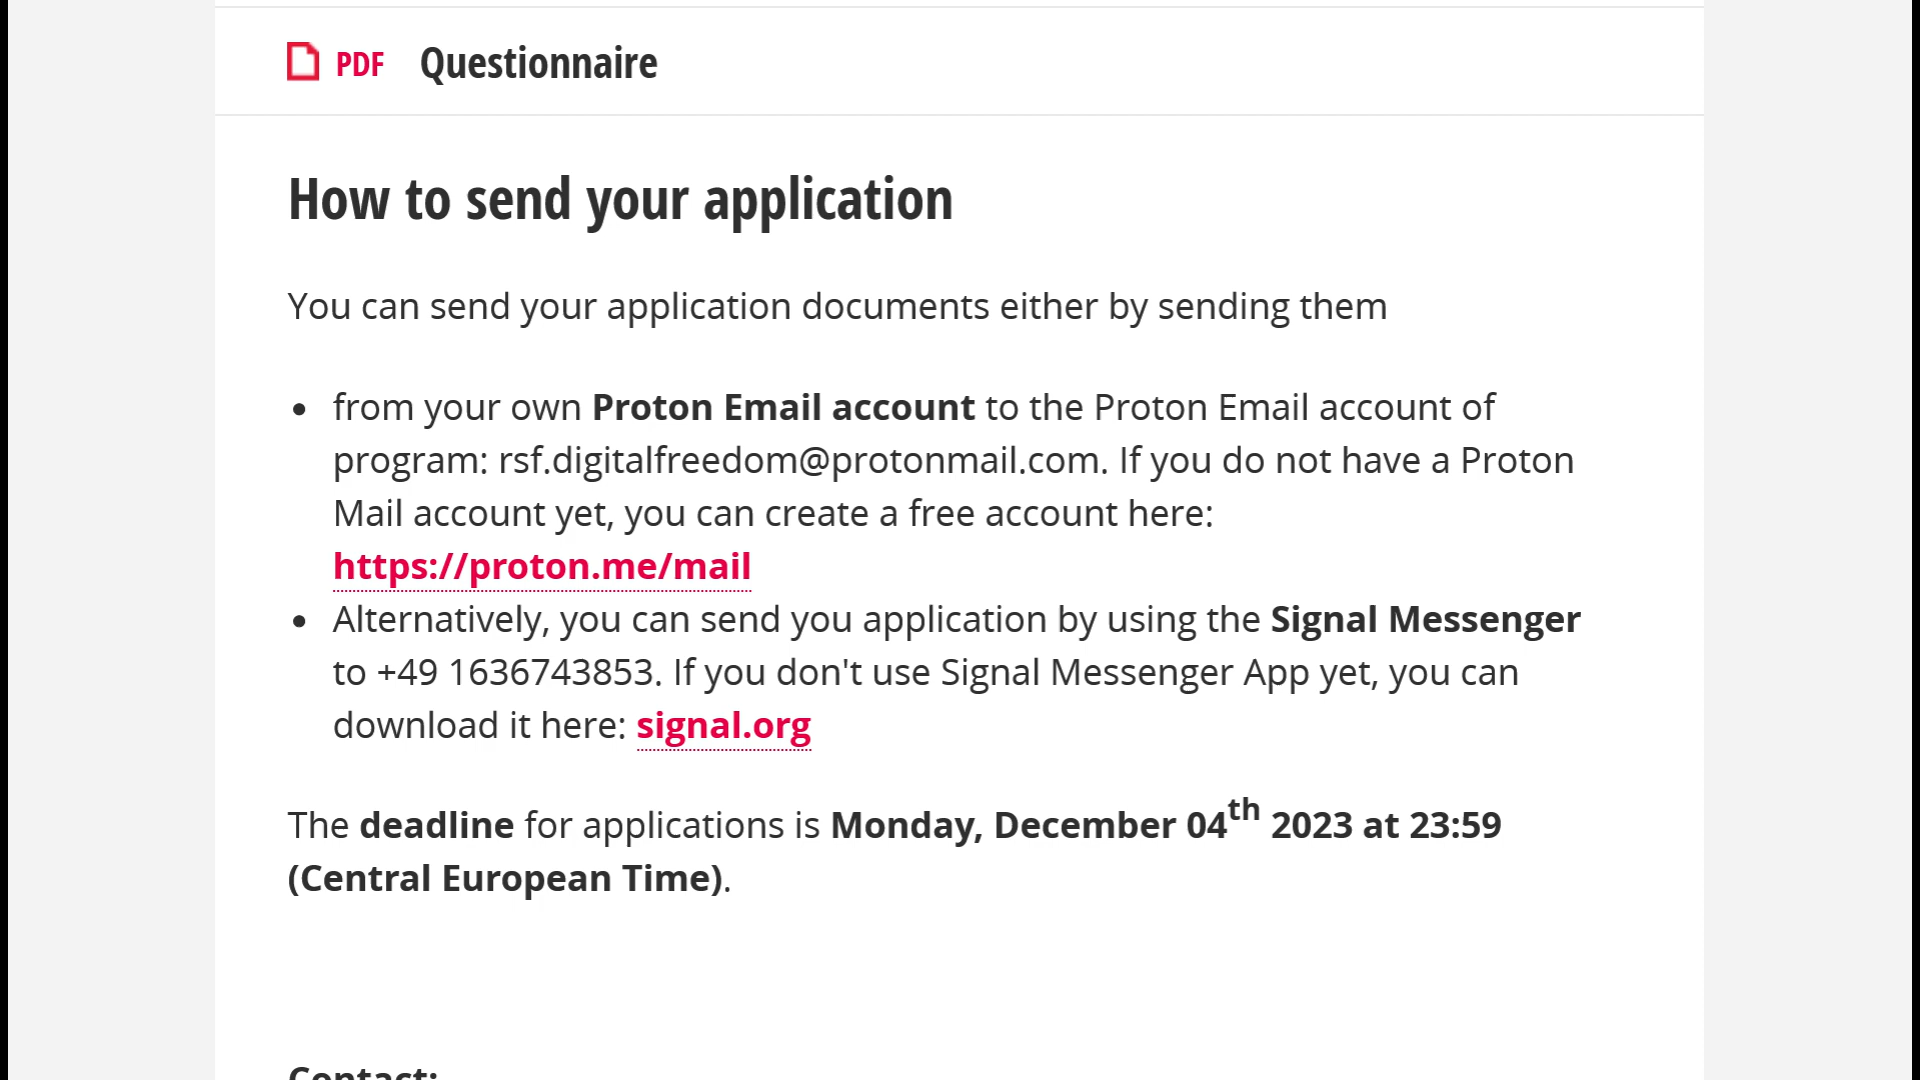 PDF Questionnaire
How to send your application
You can send your application documents either by sending them
• from your own Proton Email account to the Proton Email account of
program: rsf.digitalfreedom@protonmail.com. If you do not have a Proton
Mail account yet, you can create a free account here:
https://proton.me/mail
• Alternatively, you can send you application by using the Signal Messenger
to +49 1636743853. If you don't use Signal Messenger App yet, you can
download it here: signal.org
The deadline for applications is Monday, December 04th 2023 at 23:59
(Central European Time).
Contact: